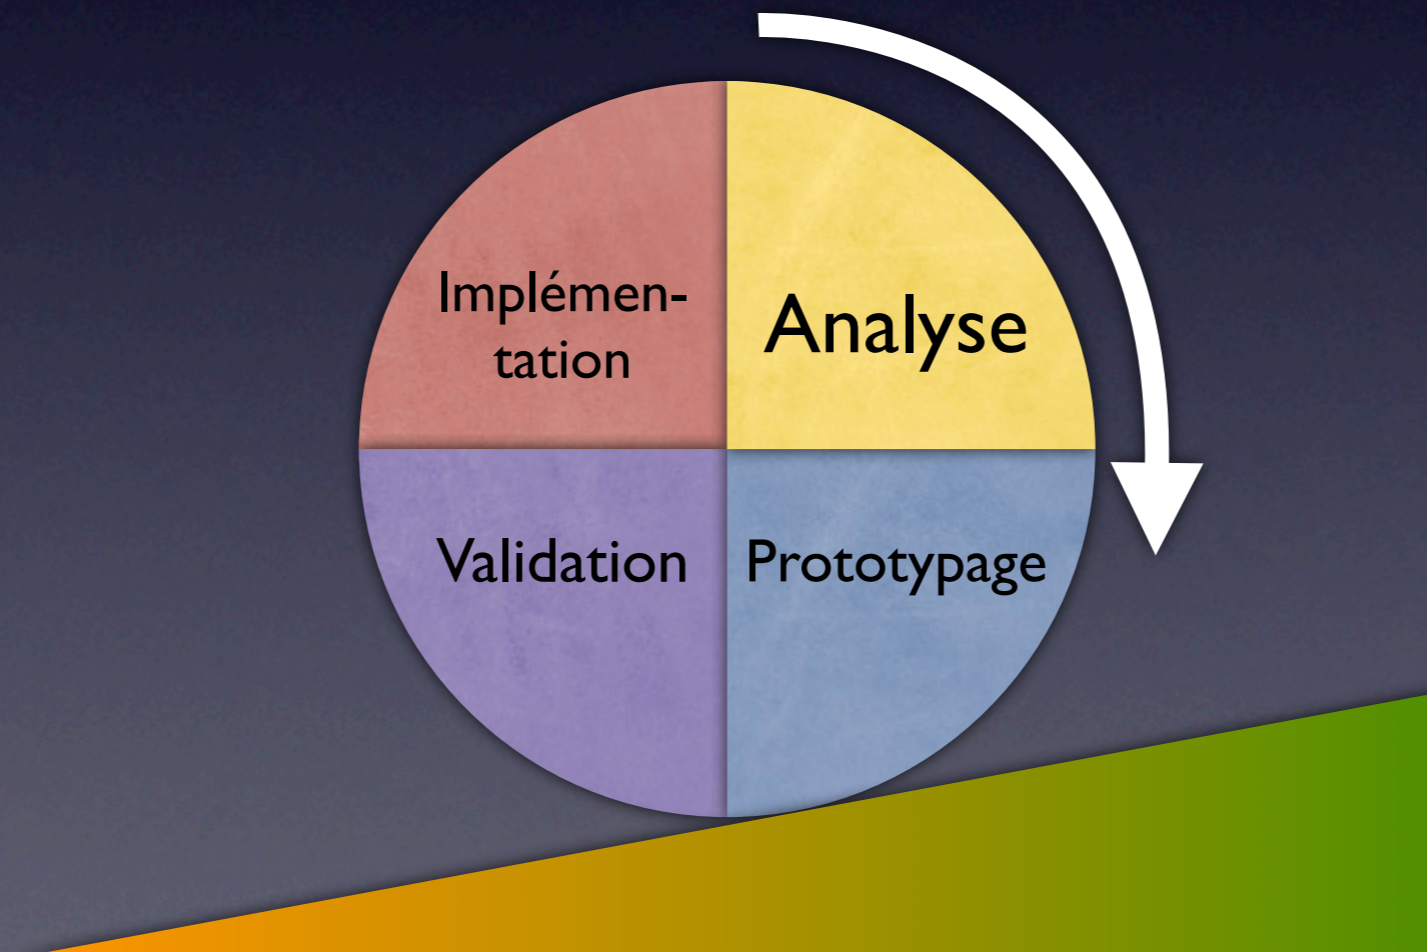 Implémen-
tation
Analyse
Validation
Prototypage